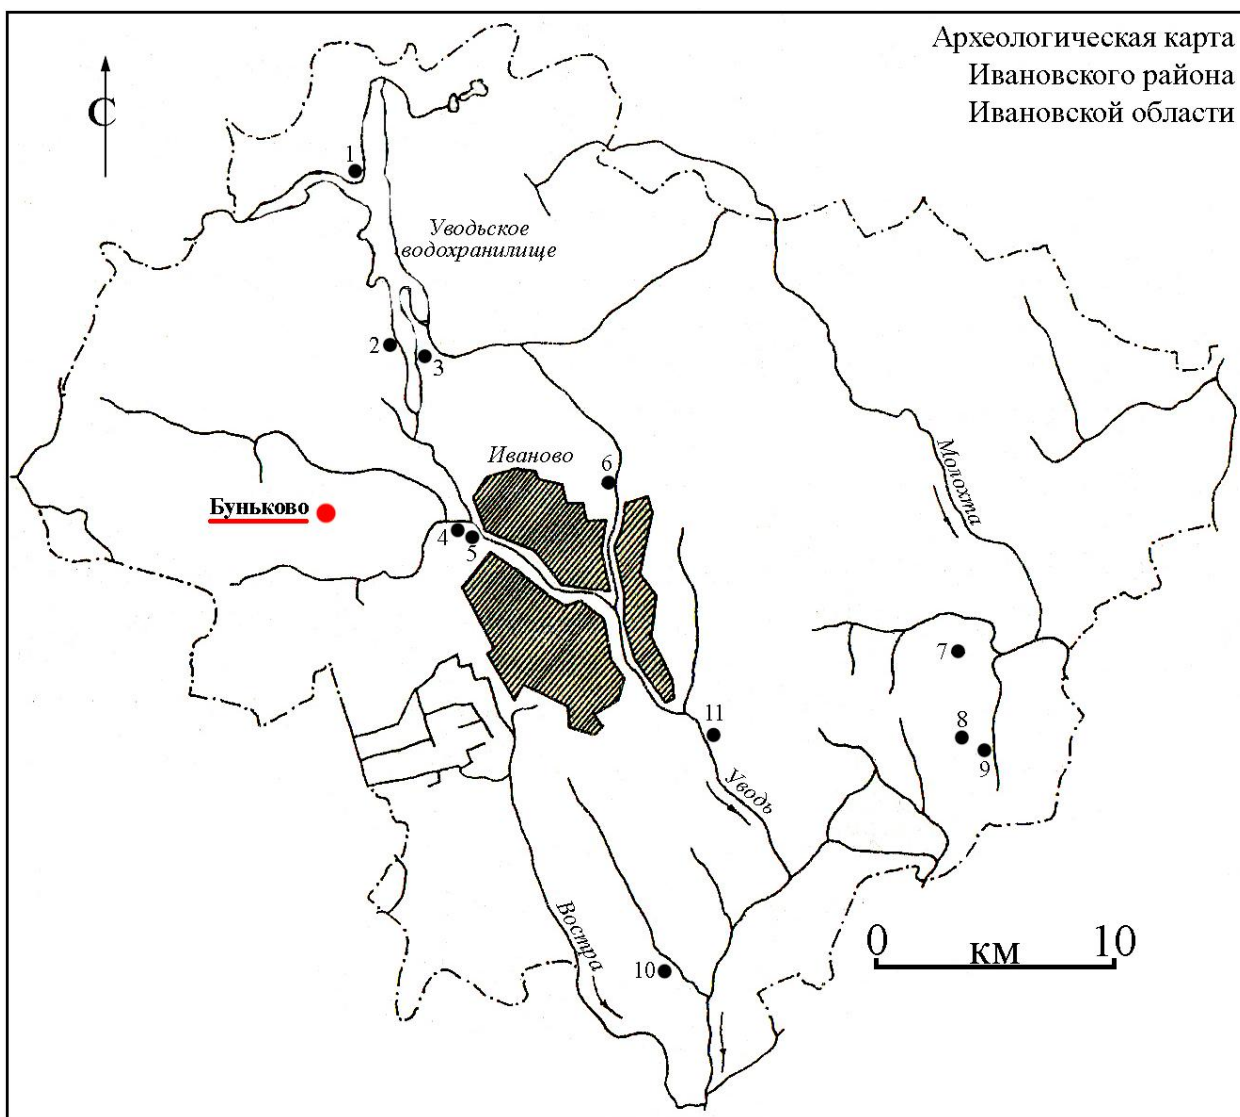 Археологическая карта
Ивановского района
Ивановской области
С
1
Уводьское
водохранилище
2
3
Иваново
6
Буньково
4
5
Молохта
7
8
9
11
Уводь
Востра
10
0 км 10